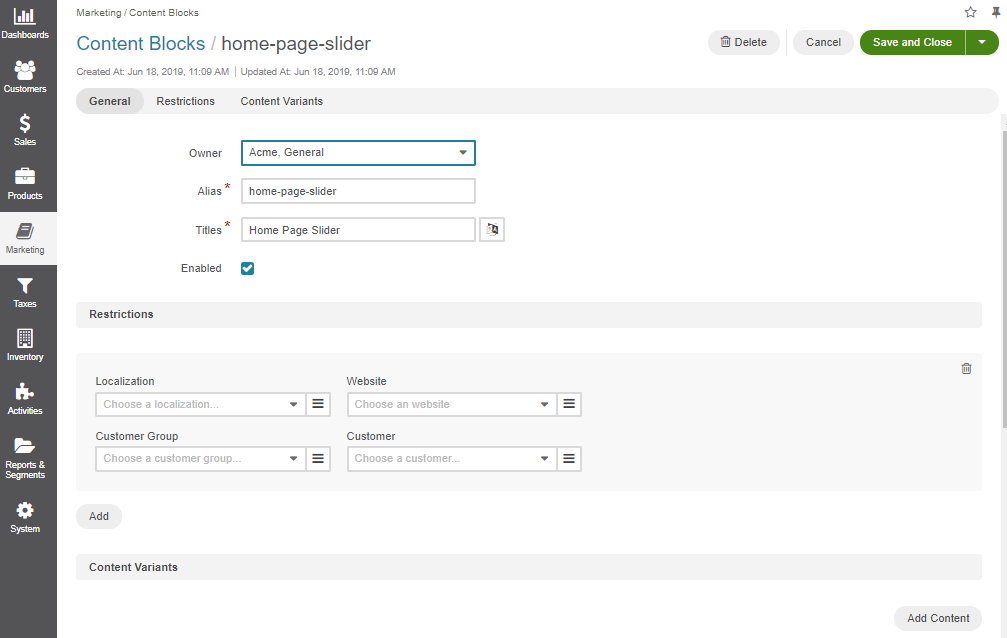 Marketing / Content Blocks
Content Blocks / home-page-slider
Delete
Cancel
Save and Close
Created At: Jun 18, 2019, 11:09 AM | Updated At: Jun 18, 2019, 11:09 AM
Dashboards
Customers
Sales
Products
Marketing
Taxes
Inventory
Activities
Reports &
Segments
System
General
Restrictions
Content Variants
Owner
Acme, General
Alias *
home-page-slider
Titles *
Home Page Slider
Enabled
Restrictions
Localization
Website
Choose a localization...
Choose an website
Customer Group
Customer
Choose a customer group...
Choose a customer...
Add
Content Variants
Add Content